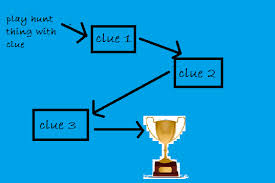 play hunt
thing with
clue
clue 1
clue 2
clue 3